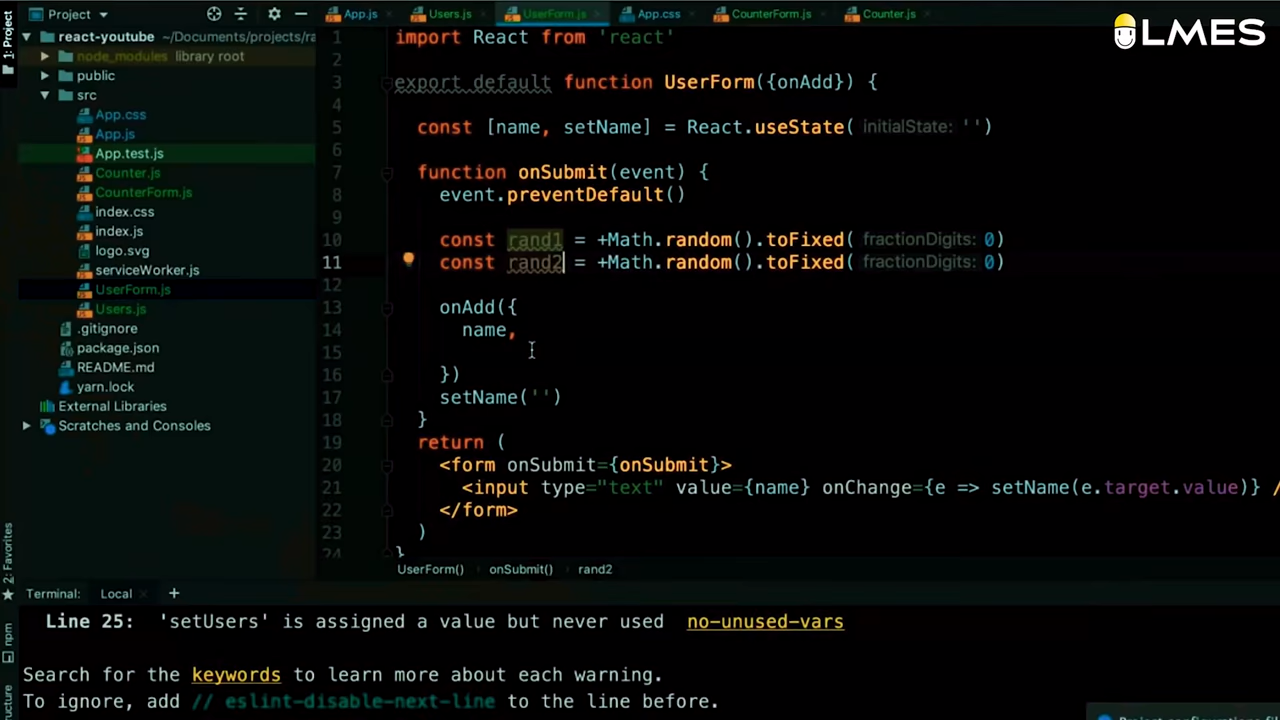 Project
App.js
Users.js
UserForm.js
App.css
CounterForm.js
Counter.js
LMES
1: Project
react-youtube ~/Documents/projects/ra
node_modules library root
public
src
App.css
App.js
App.test.js
Counter.js
CounterForm.js
index.css
index.js
logo.svg
serviceWorker.js
UserForm.js
Users.js
.gitignore
package.json
README.md
yarn.lock
External Libraries
Scratches and Consoles
1 import React from 'react'
2
3 export default function UserForm({onAdd}) {
4
5 const [name, setName] = React.useState( initialState: '')
6
7 function onSubmit(event) {
8 event.preventDefault()
9
10 const rand1 = +Math.random().toFixed( fractionDigits: 0)
11 const rand2 = +Math.random().toFixed( fractionDigits: 0)
12
13 onAdd({
14 name,
15
16 })
17 setName('')
18 }
19 return (
20 <form onSubmit={onSubmit}>
21 <input type="text" value={name} onChange={e => setName(e.target.value)} /
22 </form>
23 )
24 }
UserForm() onSubmit() rand2
2: Favorites
npm
Terminal: Local +
Line 25: 'setUsers' is assigned a value but never used no-unused-vars
Search for the keywords to learn more about each warning.
To ignore, add // eslint-disable-next-line to the line before.